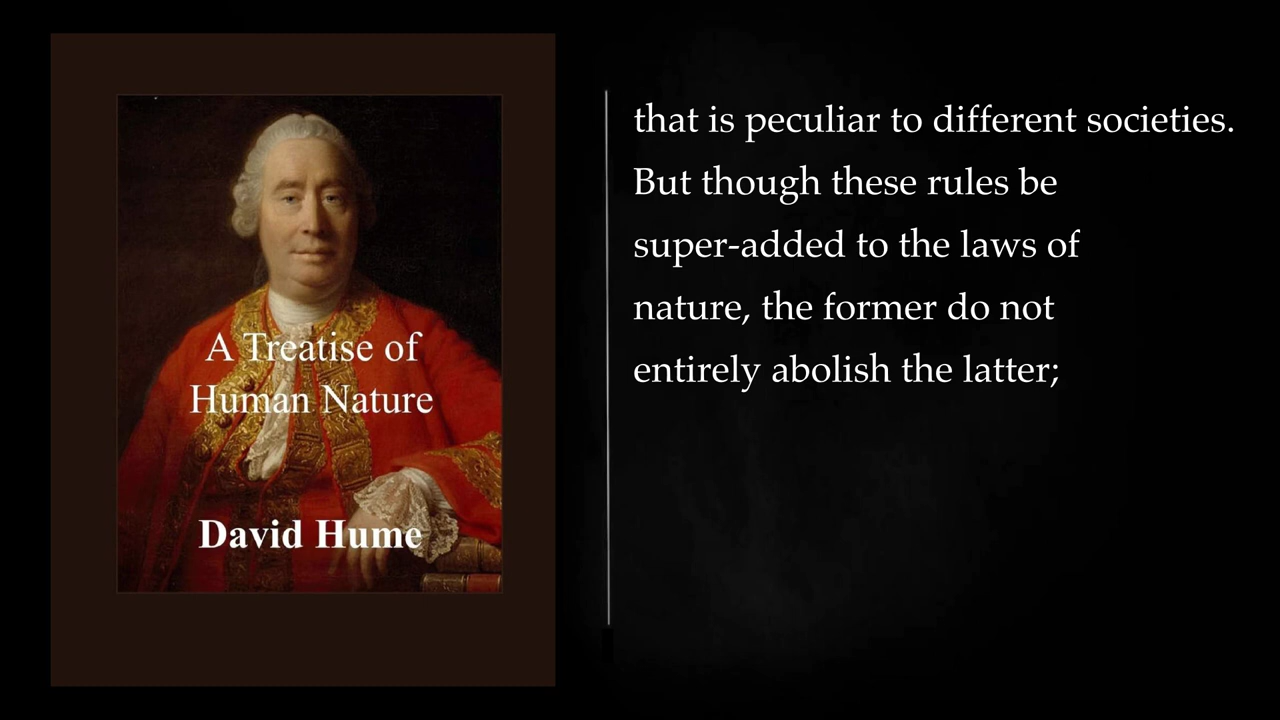 A Treatise of
Human Nature
David Hume
that is peculiar to different societies.
But though these rules be
super-added to the laws of
nature, the former do not
entirely abolish the latter;